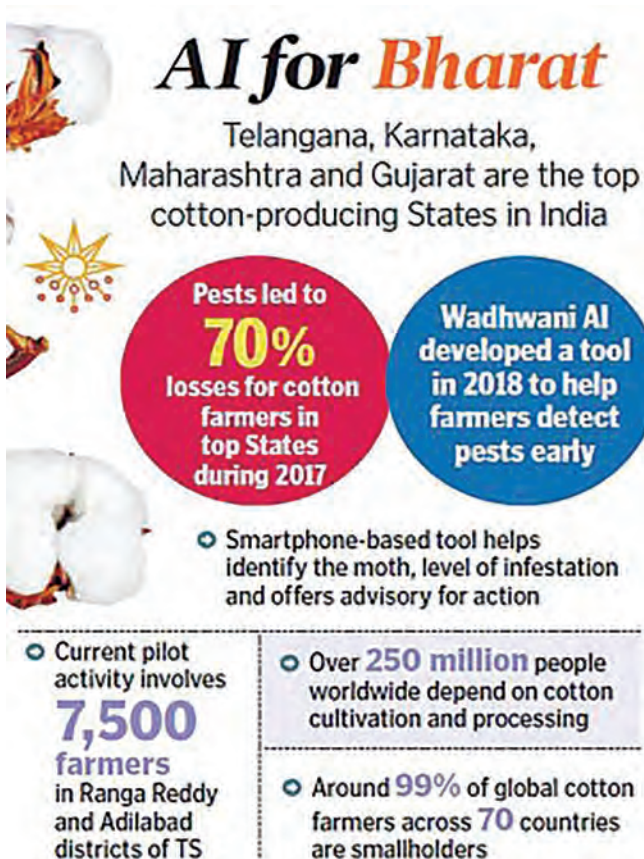 AI for Bharat
Telangana, Karnataka,
Maharashtra and Gujarat are the top
cotton-producing States in India
Pests led to
70%
losses for cotton
farmers in
top States
during 2017
Wadhwani AI
developed a tool
in 2018 to help
farmers detect
pests early
Smartphone-based tool helps
identify the moth, level of infestation
and offers advisory for action
Current pilot
activity involves
7,500
farmers
in Ranga Reddy
and Adilabad
districts of TS
Over 250 million people
worldwide depend on cotton
cultivation and processing
Around 99% of global cotton
farmers across 70 countries
are smallholders